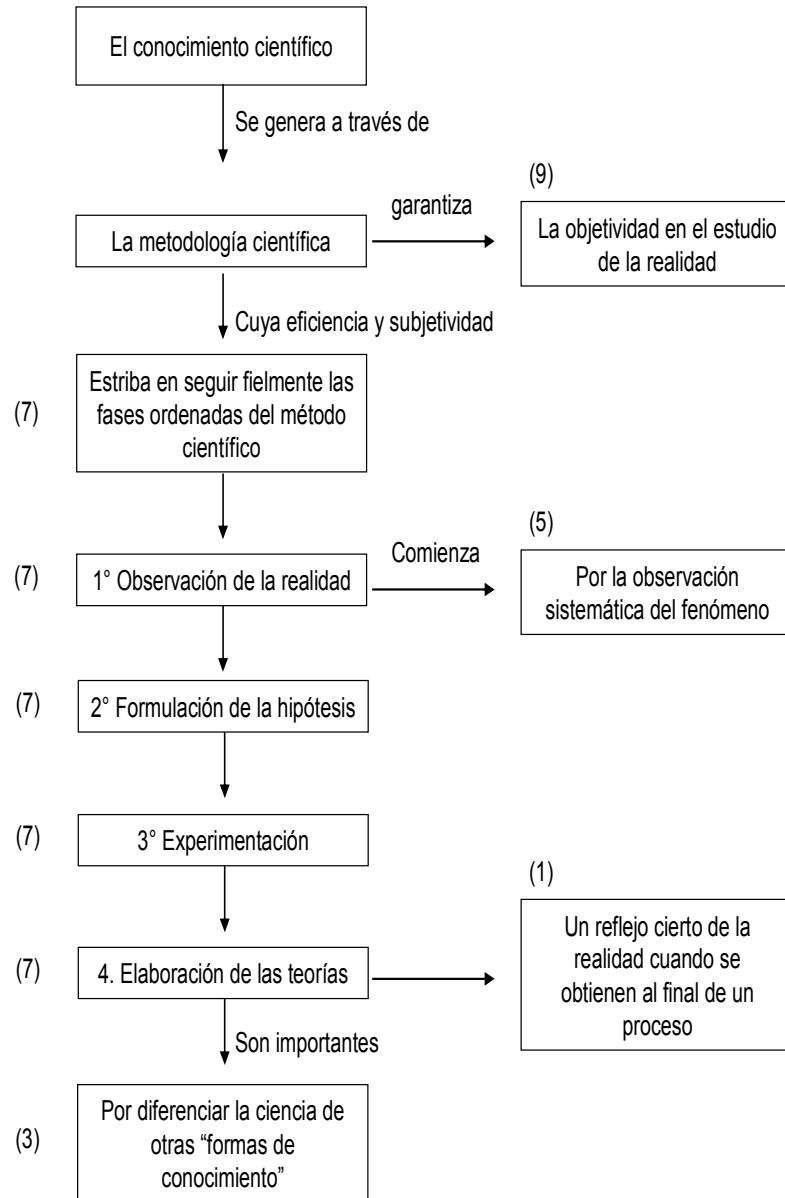 El conocimiento científico
Se genera a través de
(9)
garantiza
La metodología científica
La objetividad en el estudio
de la realidad
Cuya eficiencia y subjetividad
(7)
Estriba en seguir fielmente las
fases ordenadas del método
científico
(5)
(7)
1° Observación de la realidad
Comienza
Por la observación
sistemática del fenómeno
(7)
2° Formulación de la hipótesis
(7)
3° Experimentación
(1)
(7)
4. Elaboración de las teorías
Un reflejo cierto de la
realidad cuando se
obtienen al final de un
proceso
Son importantes
(3)
Por diferenciar la ciencia de
otras “formas de
conocimiento”